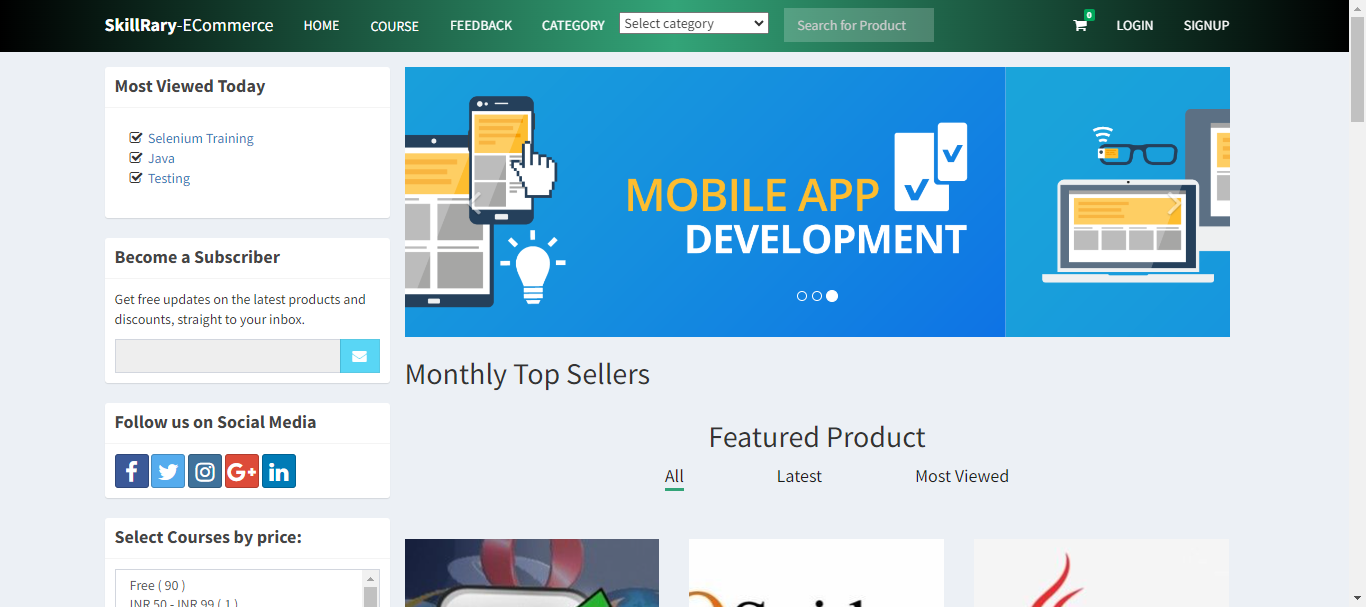 SkillRary-ECommerce HOME COURSE FEEDBACK CATEGORY Select category Search for Product 0 LOGIN SIGNUP
Most Viewed Today
Selenium Training
Java
Testing
Become a Subscriber
Get free updates on the latest products and
discounts, straight to your inbox.
Follow us on Social Media
f G+ in
Select Courses by price:
Free ( 90 )
INR 50 - INR 99 ( 1 )
MOBILE APP
DEVELOPMENT
Monthly Top Sellers
Featured Product
All Latest Most Viewed